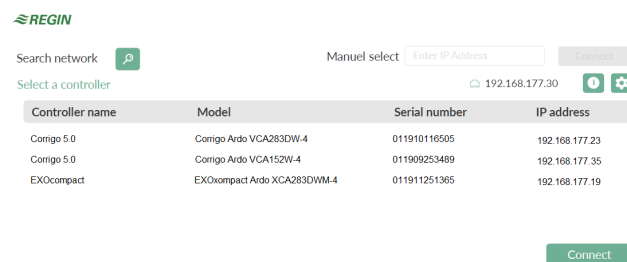 REGIN
Search network Manuel select Enter IP Address Connect
Select a controller 192.168.177.30
Controller name Model Serial number IP address
Corrigo 5.0 Corrigo Ardo VCA283DW-4 011910116505 192.168.177.23
Corrigo 5.0 Corrigo Ardo VCA152W-4 011909253489 192.168.177.35
EXOcompact EXOxompact Ardo XCA283DWM-4 011911251365 192.168.177.19
Connect